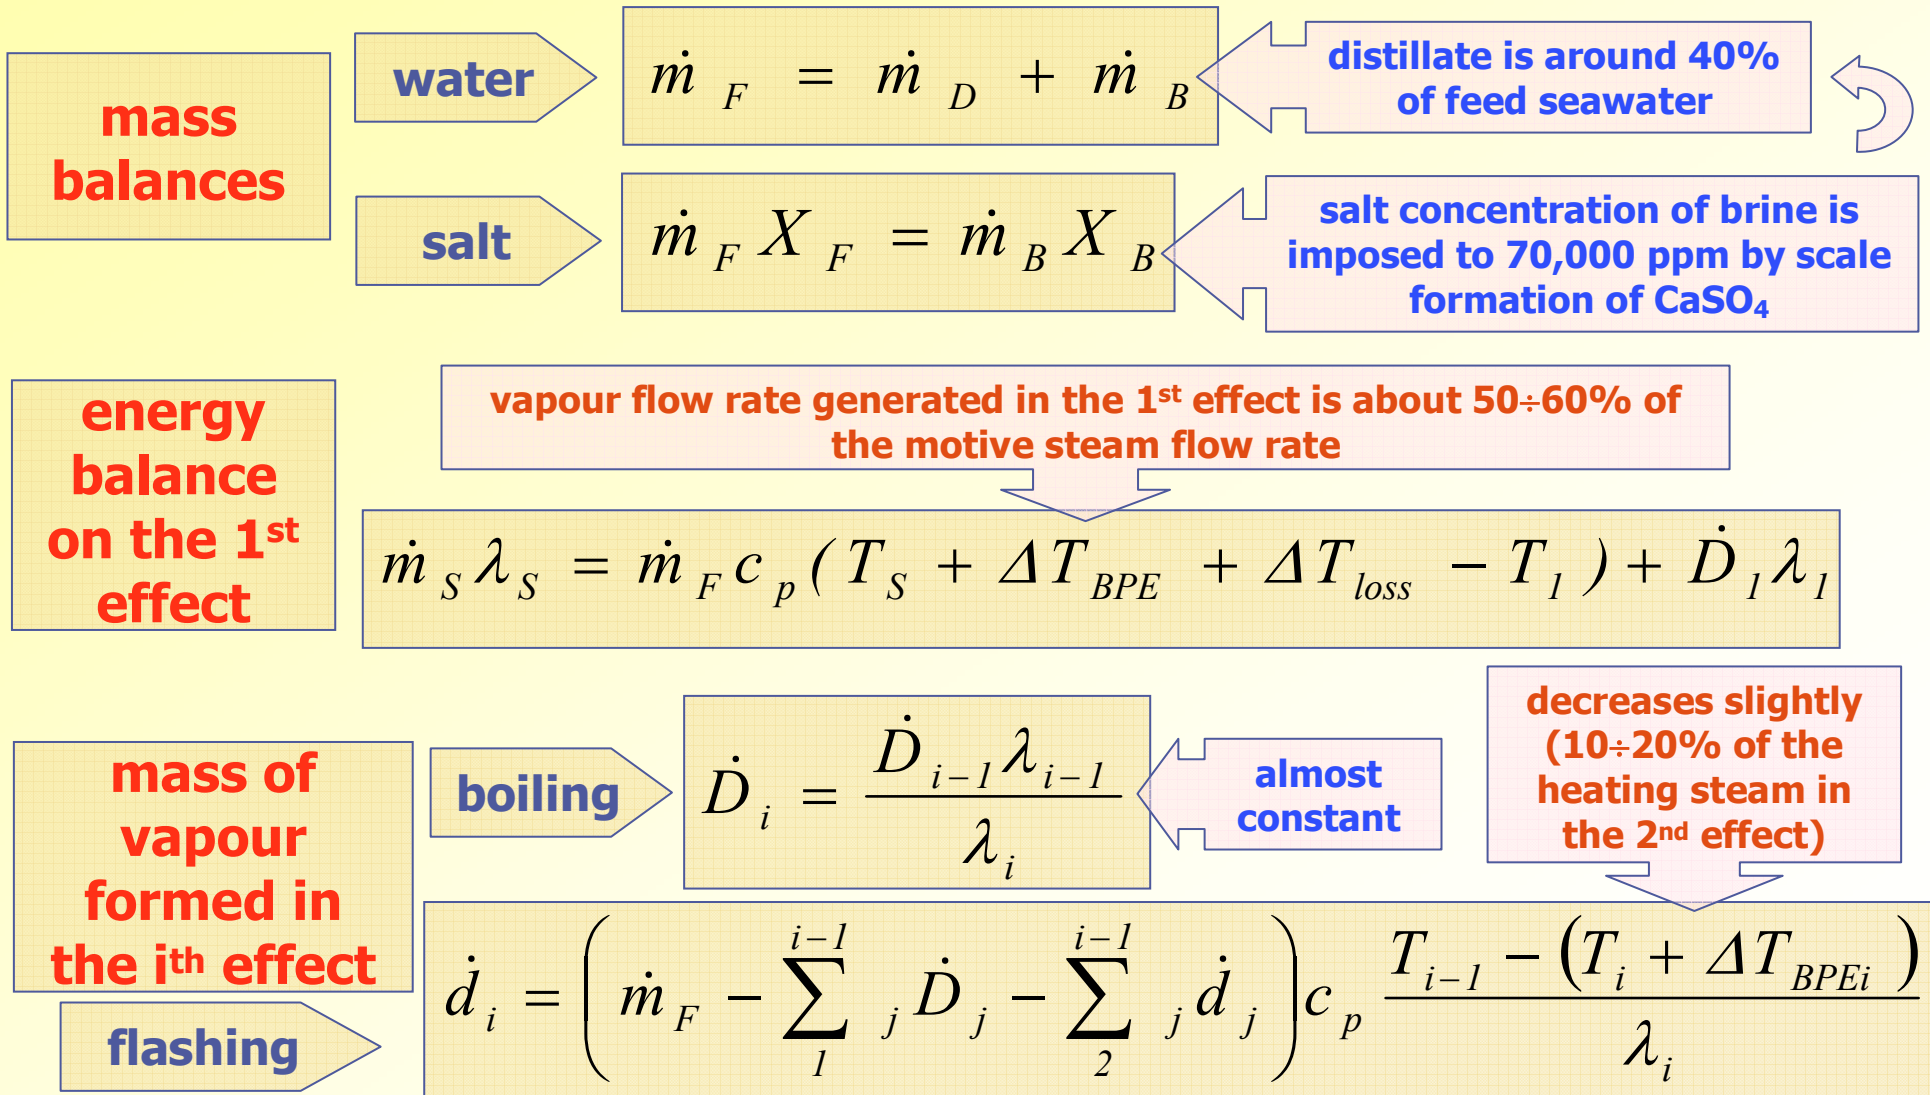 mass
balances
water
ṁ_F = ṁ_D + ṁ_B
distillate is around 40%
of feed seawater
salt
ṁ_F X_F = ṁ_B X_B
salt concentration of brine is
imposed to 70,000 ppm by scale
formation of CaSO₄
energy
balance
on the 1st
effect
vapour flow rate generated in the 1st effect is about 50÷60% of
the motive steam flow rate
ṁ_S λ_S = ṁ_F c_p (T_S + ΔT_BPE + ΔT_loss − T_1) + Ḋ_1 λ_1
mass of
vapour
formed in
the ith effect
boiling
Ḋ_i = Ḋ_{i−1} λ_{i−1} / λ_i
almost
constant
decreases slightly
(10÷20% of the
heating steam in
the 2nd effect)
flashing
ḋ_i = (ṁ_F − ∑_1^{i−1} _j Ḋ_j − ∑_2^{i−1} _j ḋ_j) c_p (T_{i−1} − (T_i + ΔT_{BPEi})) / λ_i